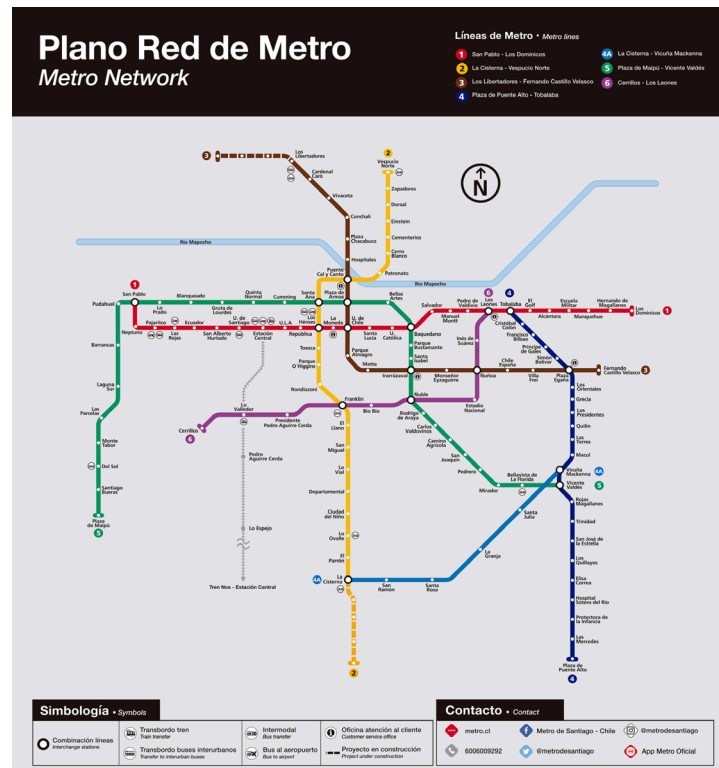 Plano Red de Metro
Metro Network
Líneas de Metro • Metro lines
1 San Pablo - Los Dominicos
2 La Cisterna - Vespucio Norte
3 Los Libertadores - Fernando Castillo Velasco
4 Plaza de Puente Alto - Tobalaba
4A La Cisterna - Vicuña Mackenna
5 Plaza de Maipú - Vicente Valdés
6 Cerrillos - Los Leones
3
Los
Libertadores
Cardenal
Caro
Vivaceta
Conchalí
Plaza
Chacabuco
Hospitales
2
Vespucio
Norte
Zapadores
Dorsal
Einstein
Cementerios
Cerro
Blanco
Patronato
N
Río Mapocho
Río Mapocho
Puente
Cal y Canto
1
San Pablo
Pudahuel
Neptuno
Lo
Prado
Blanqueado
Gruta de
Lourdes
Quinta
Normal
Cumming
Santa
Ana
Plaza de
Armas
Bellas
Artes
Pajaritos
Las
Rejas
Ecuador
San Alberto
Hurtado
U. de
Santiago
Estación
Central
U.L.A
República
Los
Héroes
La
Moneda
U. de
Chile
Santa
Lucía
U.
Católica
Baquedano
Salvador
Manuel
Montt
Pedro de
Valdivia
6
Los
Leones
4
Tobalaba
El
Golf
Alcántara
Escuela
Militar
Manquehue
Hernando de
Magallanes
Los
Dominicos
1
Cristóbal
Colón
Francisco
Bilbao
Príncipe
de Gales
Simón
Bolívar
Plaza
Egaña
Fernando
Castillo Velasco
3
Barrancas
Laguna
Sur
Las
Parcelas
Monte
Tabor
Del Sol
Santiago
Bueras
Plaza
de Maipú
5
Toesca
Parque
O'Higgins
Rondizzoni
Parque
Almagro
Matta
Irarrázaval
Monseñor
Eyzaguirre
Ñuñoa
Chile
España
Villa
Frei
Parque
Bustamante
Santa
Isabel
Inés de
Suárez
Cerrillos
6
Lo
Valledor
Presidente
Pedro Aguirre Cerda
Franklin
Bio Bio
Ñuble
Estadio
Nacional
Rodrigo
de Araya
Carlos
Valdovinos
Camino
Agrícola
San
Joaquín
Pedrero
Mirador
Bellavista de
La Florida
Los
Orientales
Grecia
Los
Presidentes
Quilín
Las
Torres
Macul
Vicuña
Mackenna
4A
Vicente
Valdés
5
Rojas
Magallanes
Trinidad
San José de
la Estrella
Los
Quillayes
Elisa
Correa
Hospital
Sótero del Río
Protectora de
la Infancia
Las
Mercedes
Plaza de
Puente Alto
4
El
Llano
San
Miguel
Lo
Vial
Departamental
Ciudad
del Niño
Lo
Ovalle
El
Parrón
4A
La
Cisterna
San
Ramón
Santa
Rosa
La
Granja
Santa
Julia
2
Pedro
Aguirre Cerda
Lo Espejo
Tren Nos - Estación Central
Simbología • Symbols
Combinación líneas
Interchange stations
Transbordo tren
Train transfer
Transbordo buses interurbanos
Transfer to interurban buses
Intermodal
Bus transfer
Bus al aeropuerto
Bus to airport
Oficina atención al cliente
Customer service office
Proyecto en construcción
Project under construction
Contacto • Contact
metro.cl
6006009292
Metro de Santiago - Chile
@metrodesantiago
@metrodesantiago
App Metro Oficial